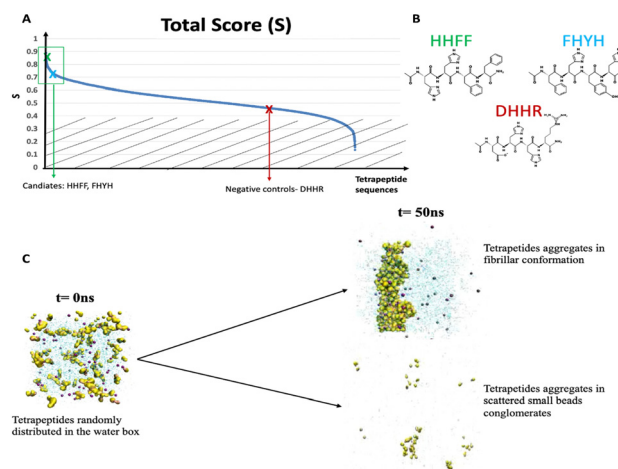 A
Total Score (S)
B
HHFF
FHYH
DHHR
S
1
0.9
0.8
0.7
0.6
0.5
0.4
0.3
0.2
0.1
0
Tetrapeptide
sequences
Candiates: HHFF, FHYH
Negative controls- DHHR
C
t= 0ns
t= 50ns
Tetrapetides aggregates in
fibrillar conformation
Tetrapetides aggregates in
scattered small beads
conglomerates
Tetrapeptides randomly
distributed in the water box